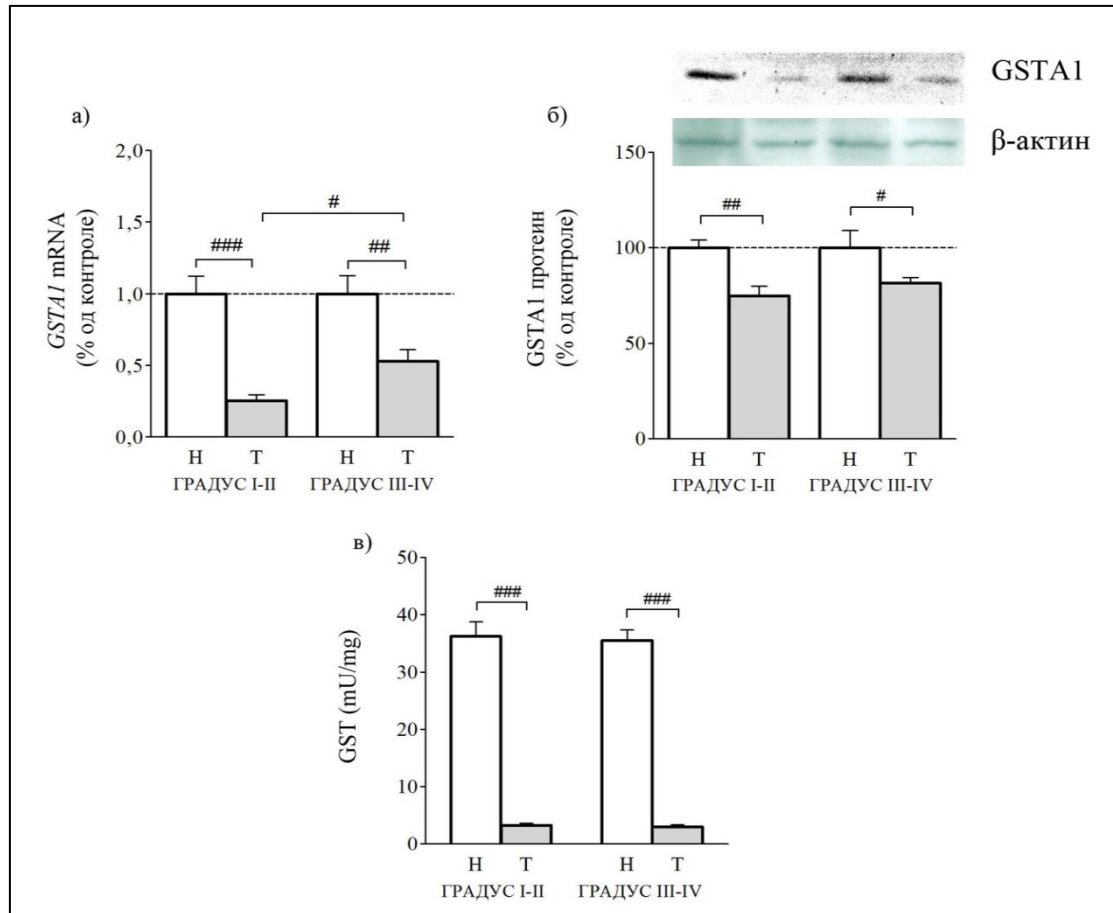 GSTA1
β-актин
а)
2,0
1,5
1,0
0,5
0,0
GSTA1 mRNA
(% од контроле)
###
#
##
Н
Т
Н
Т
ГРАДУС I-II
ГРАДУС III-IV
б)
150
100
50
0
GSTA1 протеин
(% од контроле)
##
#
Н
Т
Н
Т
ГРАДУС I-II
ГРАДУС III-IV
в)
50
40
30
20
10
0
GST (mU/mg)
###
###
Н
Т
Н
Т
ГРАДУС I-II
ГРАДУС III-IV